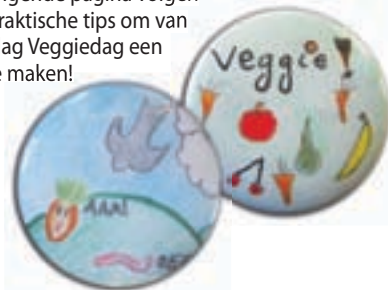 gende pagina volgen
raktische tips om van
ag Veggiedag een
e maken!
Veggie!
AAA!